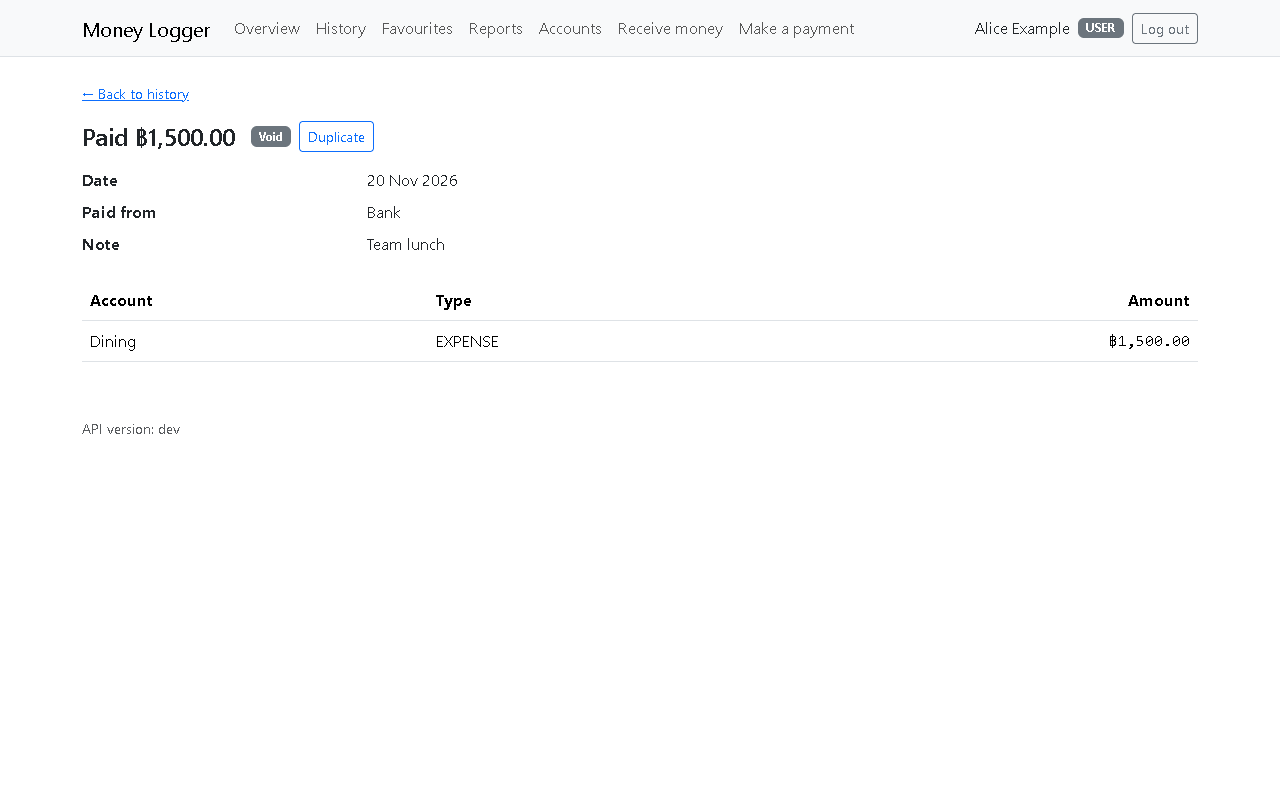 Money Logger Overview History Favourites Reports Accounts Receive money Make a payment Alice Example USER Log out
← Back to history
Paid ฿1,500.00 Void Duplicate
Date 20 Nov 2026
Paid from Bank
Note Team lunch
Account Type Amount
Dining EXPENSE ฿1,500.00
API version: dev